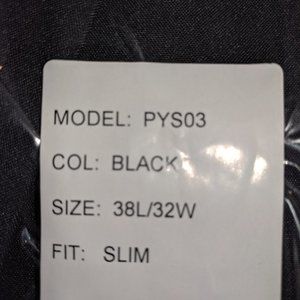 MODEL: PYS03
COL: BLACK
SIZE: 38L/32W
FIT: SLIM